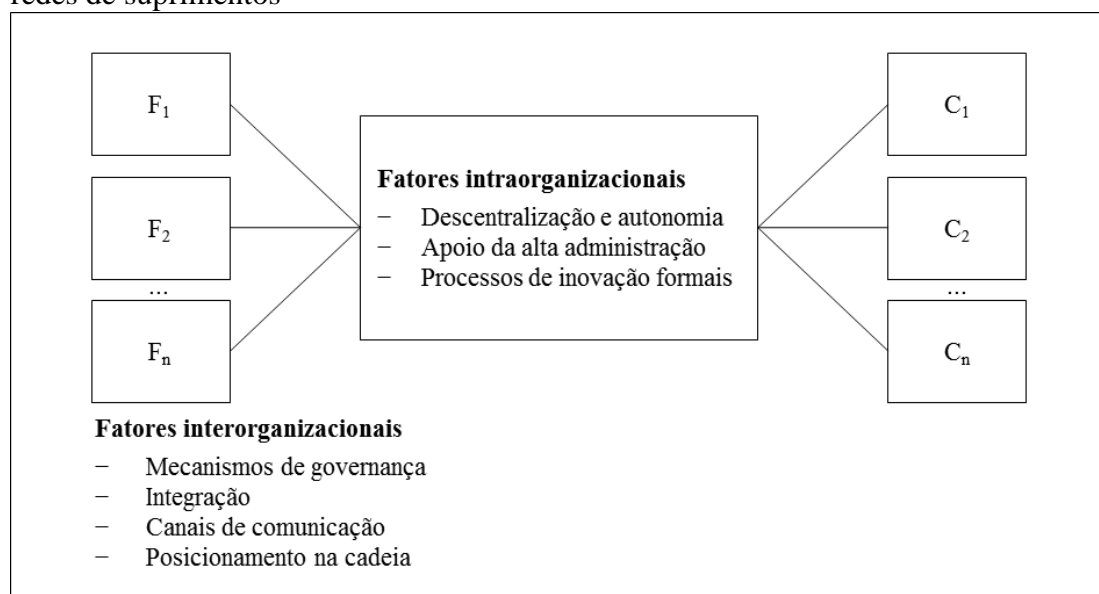 redes de suprimentos
F₁
F₂
...
Fₙ
Fatores intraorganizacionais
− Descentralização e autonomia
− Apoio da alta administração
− Processos de inovação formais
C₁
C₂
...
Cₙ
Fatores interorganizacionais
− Mecanismos de governança
− Integração
− Canais de comunicação
− Posicionamento na cadeia